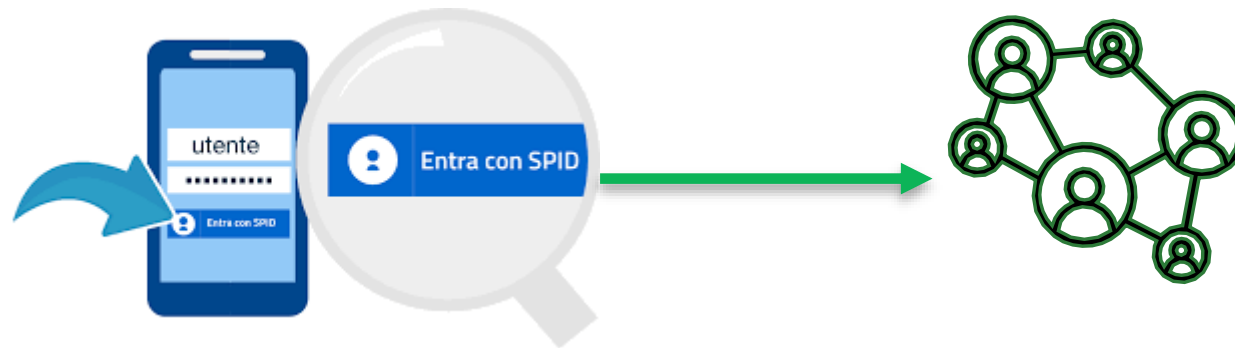 utente
••••••••••
Entra con SPID
Entra con SPID